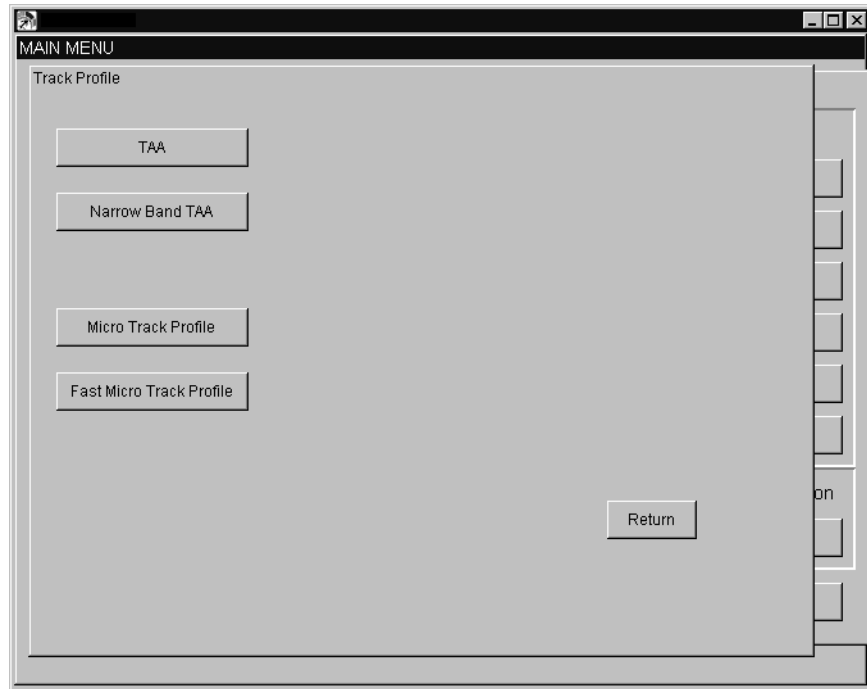 MAIN MENU
Track Profile
TAA
Narrow Band TAA
Micro Track Profile
Fast Micro Track Profile
on
Return